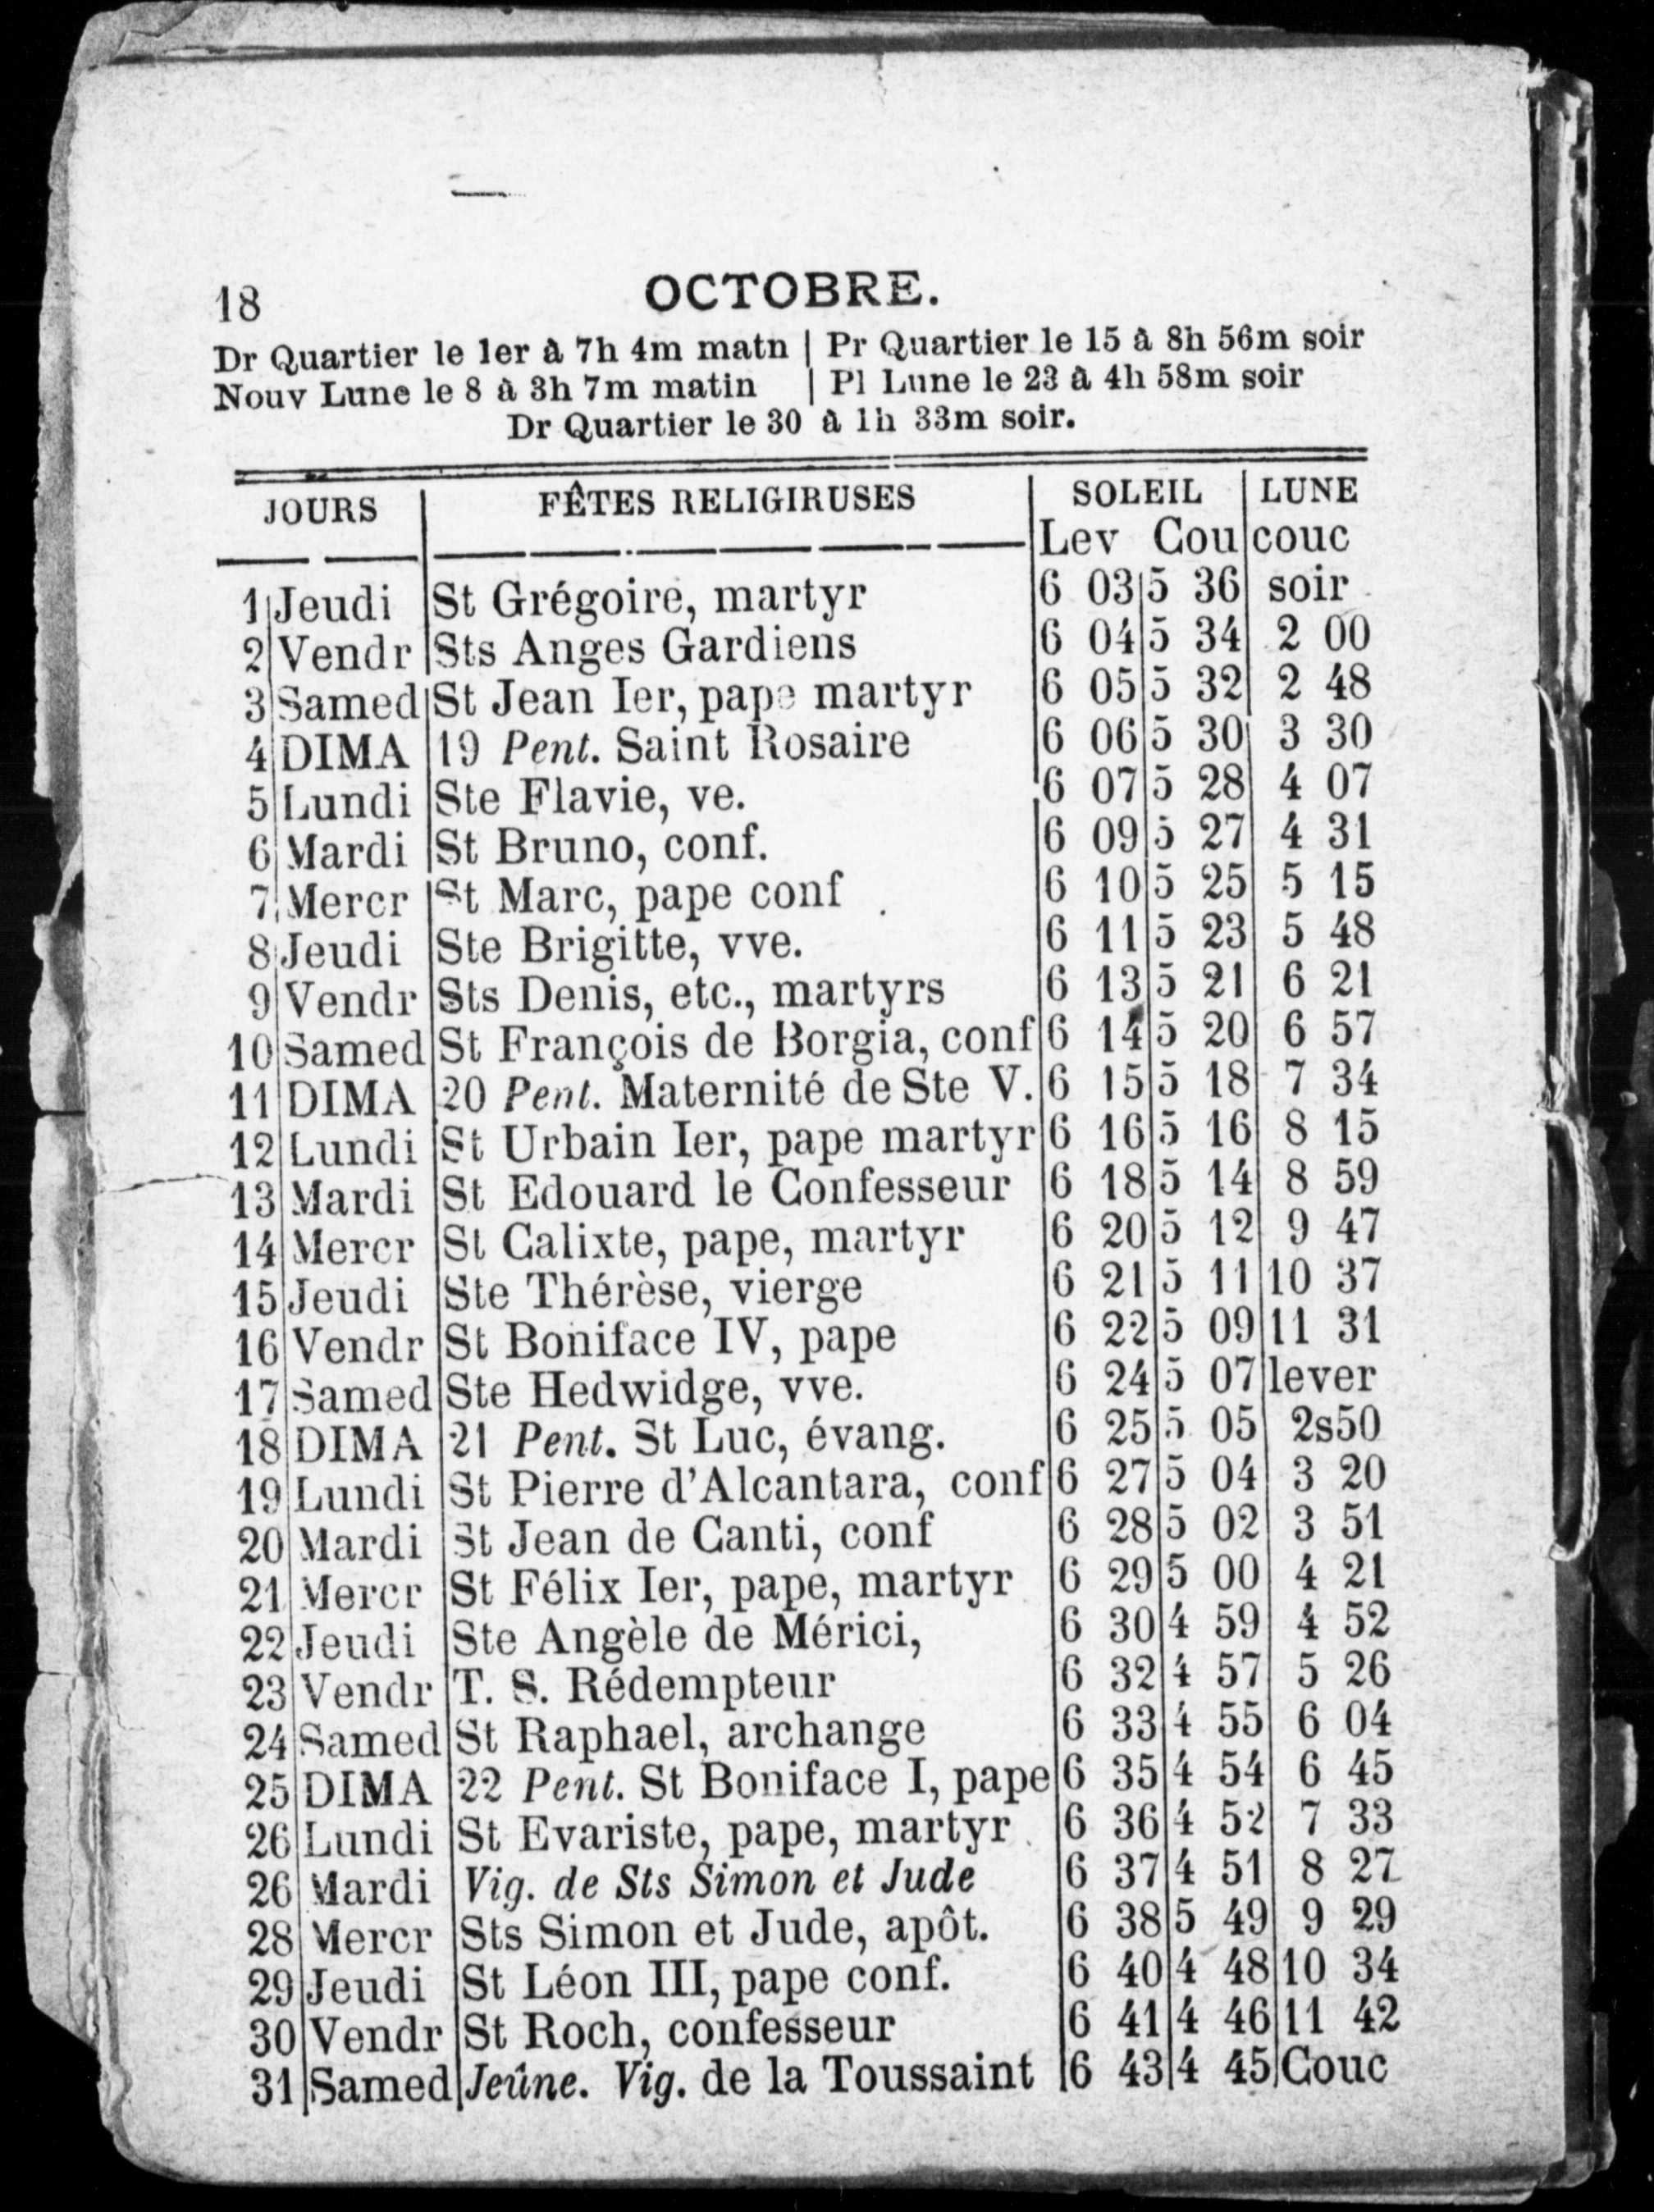 18
OCTOBRE.
Dr Quartier le 1er à 7h 4m matn | Pr Quartier le 15 à 8h 56m soir
Nouv Lune le 8 à 3h 7m matin | Pl Lune le 23 à 4h 58m soir
Dr Quartier le 30 à 1h 33m soir.
JOURS FÊTES RELIGIRUSES SOLEIL LUNE
Lev Cou couc
1 Jeudi St Grégoire, martyr 6 03 5 36 soir
2 Vendr Sts Anges Gardiens 6 04 5 34 2 00
3 Samed St Jean Ier, pape martyr 6 05 5 32 2 48
4 DIMA 19 Pent. Saint Rosaire 6 06 5 30 3 30
5 Lundi Ste Flavie, ve. 6 07 5 28 4 07
6 Mardi St Bruno, conf. 6 09 5 27 4 31
7 Mercr St Marc, pape conf 6 10 5 25 5 15
8 Jeudi Ste Brigitte, vve. 6 11 5 23 5 48
9 Vendr Sts Denis, etc., martyrs 6 13 5 21 6 21
10 Samed St François de Borgia, conf 6 14 5 20 6 57
11 DIMA 20 Pent. Maternité de Ste V. 6 15 5 18 7 34
12 Lundi St Urbain Ier, pape martyr 6 16 5 16 8 15
13 Mardi St Edouard le Confesseur 6 18 5 14 8 59
14 Mercr St Calixte, pape, martyr 6 20 5 12 9 47
15 Jeudi Ste Thérèse, vierge 6 21 5 11 10 37
16 Vendr St Boniface IV, pape 6 22 5 09 11 31
17 Samed Ste Hedwidge, vve. 6 24 5 07 lever
18 DIMA 21 Pent. St Luc, évang. 6 25 5 05 2s50
19 Lundi St Pierre d'Alcantara, conf 6 27 5 04 3 20
20 Mardi St Jean de Canti, conf 6 28 5 02 3 51
21 Mercr St Félix Ier, pape, martyr 6 29 5 00 4 21
22 Jeudi Ste Angèle de Mérici, 6 30 4 59 4 52
23 Vendr T. S. Rédempteur 6 32 4 57 5 26
24 Samed St Raphael, archange 6 33 4 55 6 04
25 DIMA 22 Pent. St Boniface I, pape 6 35 4 54 6 45
26 Lundi St Evariste, pape, martyr 6 36 4 52 7 33
26 Mardi Vig. de Sts Simon et Jude 6 37 4 51 8 27
28 Mercr Sts Simon et Jude, apôt. 6 38 5 49 9 29
29 Jeudi St Léon III, pape conf. 6 40 4 48 10 34
30 Vendr St Roch, confesseur 6 41 4 46 11 42
31 Samed Jeûne. Vig. de la Toussaint 6 43 4 45 Couc